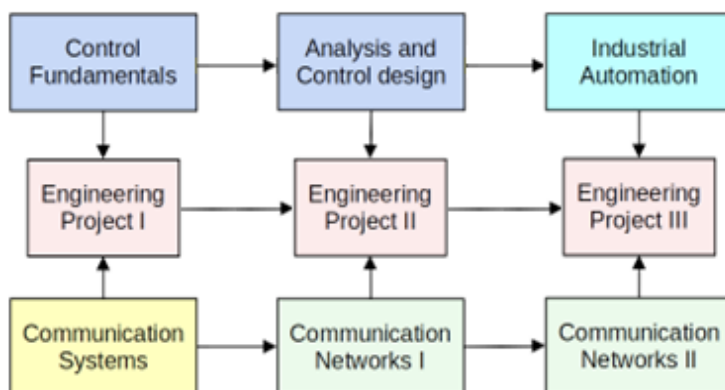 Control
Fundamentals
Analysis and
Control design
Industrial
Automation
Engineering
Project I
Engineering
Project II
Engineering
Project III
Communication
Systems
Communication
Networks I
Communication
Networks II